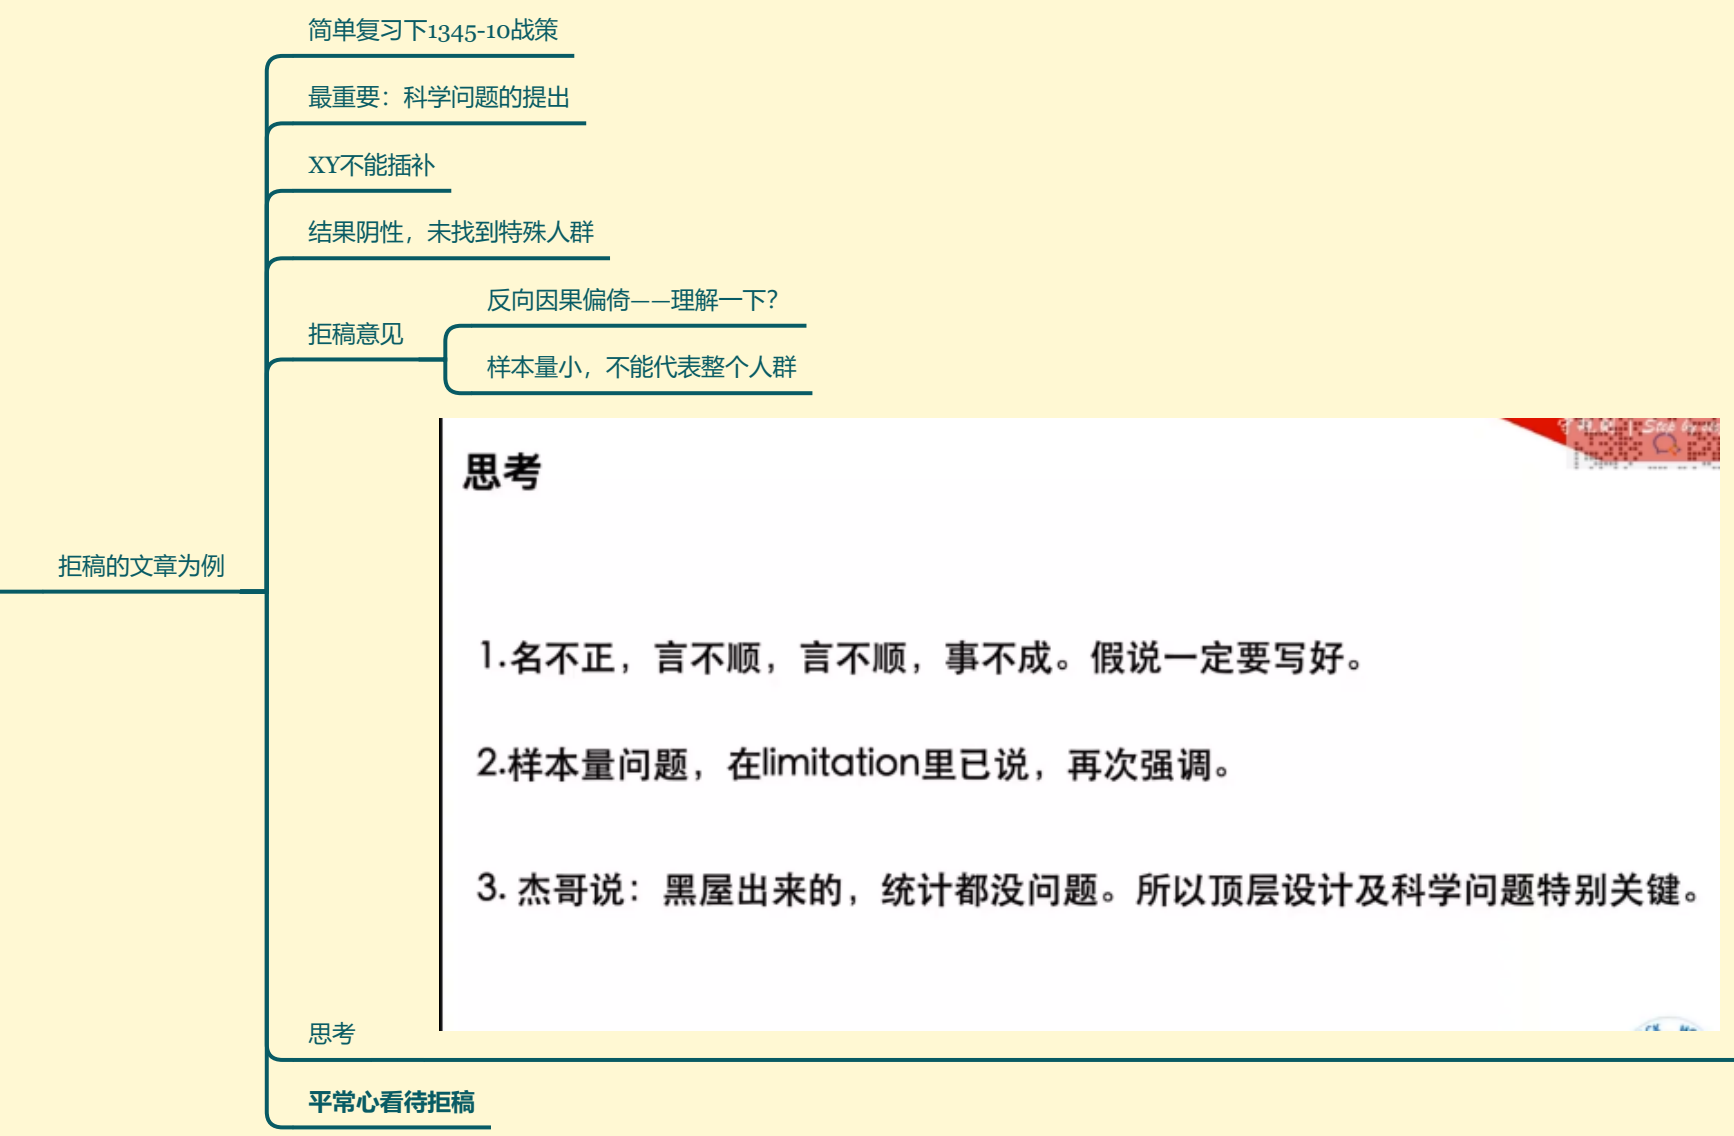 简单复习下1345-10战策
最重要：科学问题的提出
XY不能插补
结果阴性，未找到特殊人群
拒稿意见
反向因果偏倚——理解一下？
样本量小，不能代表整个人群
拒稿的文章为例
思考
1.名不正，言不顺，言不顺，事不成。假说一定要写好。
2.样本量问题，在limitation里已说，再次强调。
3. 杰哥说：黑屋出来的，统计都没问题。所以顶层设计及科学问题特别关键。
思考
平常心看待拒稿